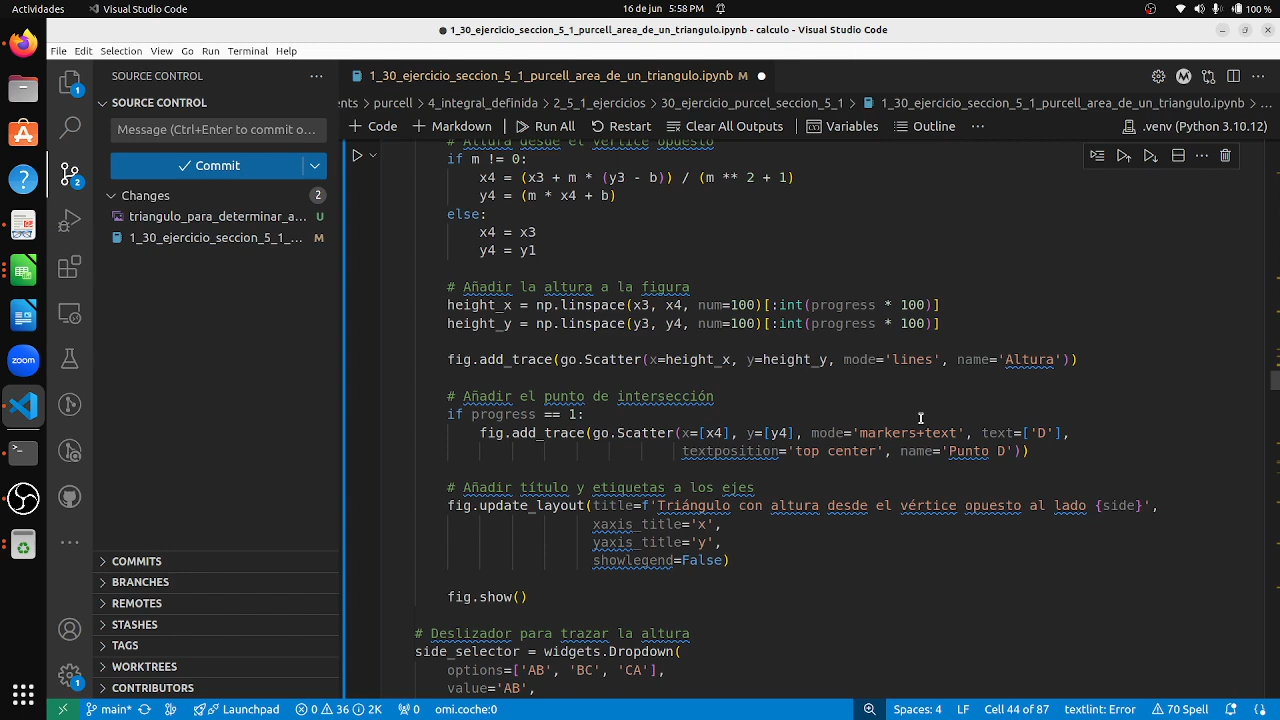 Actividades
Visual Studio Code
16 de jun 5:58 PM
100 %
1_30_ejercicio_seccion_5_1_purcell_area_de_un_triangulo.ipynb - calculo - Visual Studio Code
File Edit Selection View Go Run Terminal Help
SOURCE CONTROL
1_30_ejercicio_seccion_5_1_purcell_area_de_un_triangulo.ipynb M
SOURCE CONTROL
ents > purcell > 4_integral_definida > 2_5_1_ejercicios > 30_ejercicio_purcel_seccion_5_1 > 1_30_ejercicio_seccion_5_1_purcell_area_de_un_triangulo.ipynb > ...
Message (Ctrl+Enter to commit o...
+ Code + Markdown Run All Restart Clear All Outputs Variables Outline ... .venv (Python 3.10.12)
Commit
Changes 2
triangulo_para_determinar_a... U
1_30_ejercicio_seccion_5_1_... M
# Altura desde el vértice opuesto
if m != 0:
x4 = (x3 + m * (y3 - b)) / (m ** 2 + 1)
y4 = (m * x4 + b)
else:
x4 = x3
y4 = y1
# Añadir la altura a la figura
height_x = np.linspace(x3, x4, num=100)[:int(progress * 100)]
height_y = np.linspace(y3, y4, num=100)[:int(progress * 100)]
fig.add_trace(go.Scatter(x=height_x, y=height_y, mode='lines', name='Altura'))
# Añadir el punto de intersección
if progress == 1:
fig.add_trace(go.Scatter(x=[x4], y=[y4], mode='markers+text', text=['D'],
textposition='top center', name='Punto D'))
# Añadir título y etiquetas a los ejes
fig.update_layout(title=f'Triángulo con altura desde el vértice opuesto al lado {side}',
xaxis_title='x',
yaxis_title='y',
showlegend=False)
fig.show()
# Deslizador para trazar la altura
side_selector = widgets.Dropdown(
options=['AB', 'BC', 'CA'],
value='AB',
COMMITS
BRANCHES
REMOTES
STASHES
TAGS
WORKTREES
CONTRIBUTORS
1
2
zoom
1
main* Launchpad 0 36 2K 0 omi.coche:0 Spaces: 4 LF Cell 44 of 87 textlint: Error 70 Spell